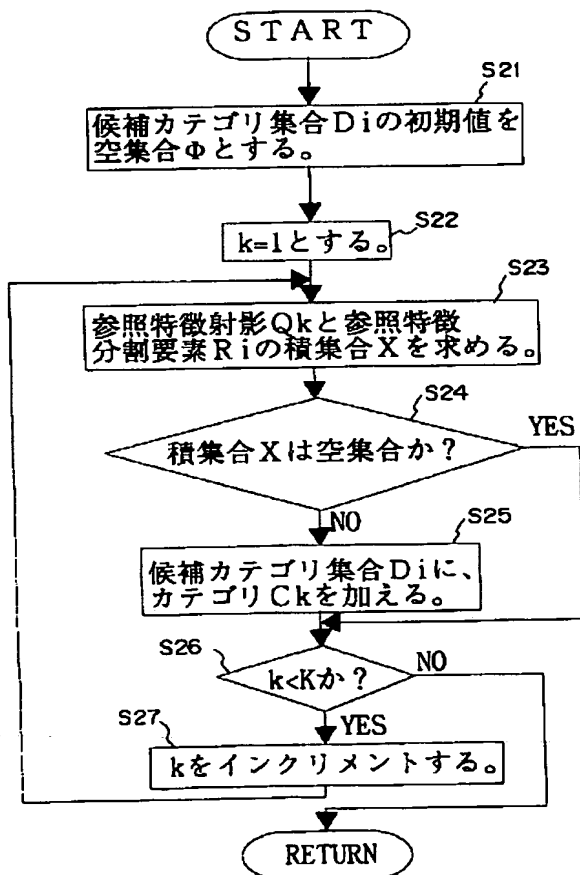 START
S21
候補カテゴリ集合Diの初期値を
空集合Φとする。
S22
k=1とする。
S23
参照特徴射影Qkと参照特徴
分割要素Riの積集合Xを求める。
S24
積集合Xは空集合か？
YES
NO
S25
候補カテゴリ集合Diに、
カテゴリCkを加える。
S26
k<Kか？
NO
YES
S27
kをインクリメントする。
RETURN